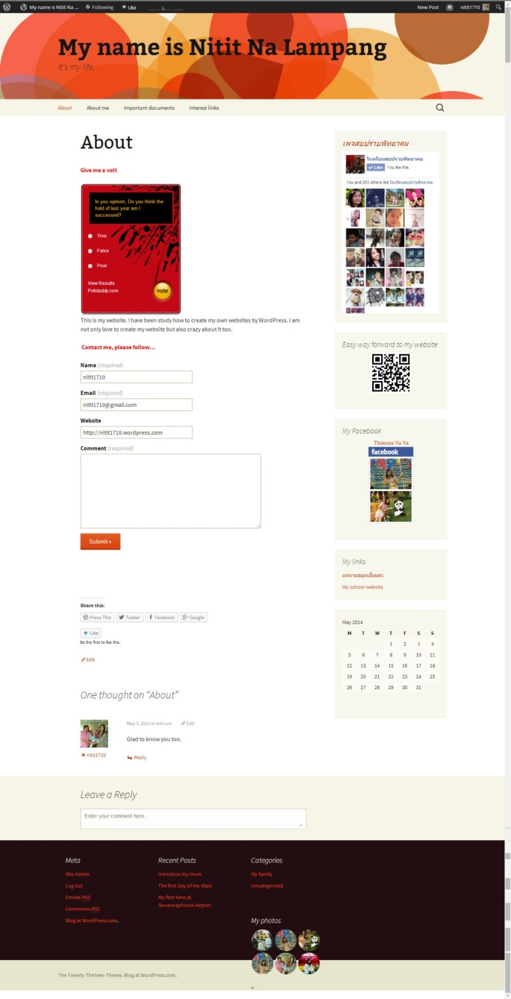 My name is Nitit Na ... Following Like New Post nitit1710
My name is Nitit Na Lampang
It's my life.
About About me Important documents Interest links
About
Give me a volt
In you opinion, Do you think the
hold of last year am I
successed?
True
False
Poor
View Results
Polldaddy.com
vote
This is my website. I have been study how to create my own websites by WordPress. I am
not only love to create my website but also crazy about it too.
Contact me, please follow...
Name (required)
nitit1710
Email (required)
nitit1710@gmail.com
Website
http://nitit1710.wordpress.com
Comment (required)
Submit »
Share this:
Press This Twitter Facebook Google
Like
Be the first to like this.
Edit
One thought on “About”
May 3, 2014 at 4:43 am Edit
Glad to know you too.
nitit1710
Reply
เพจสบปราบพิทยาคม
โรงเรียนสบปราบพิทยาคม
Like You like this.
You and 253 others like โรงเรียนสบปราบพิทยาคม.
Easy way forward to my website
My Facebook
Thunsuta Na Na
facebook
My links
ลงนามสมุดเยี่ยมค่ะ
My school website
May 2014
M T W T F S S
1 2 3 4
5 6 7 8 9 10 11
12 13 14 15 16 17 18
19 20 21 22 23 24 25
26 27 28 29 30 31
Leave a Reply
Enter your comment here...
Meta
Site Admin
Log out
Entries RSS
Comments RSS
Blog at WordPress.com.
Recent Posts
Introduce my mum
The first day of my diary
My first time at
Suvannaphoom Airport
Categories
My family
Uncategorized
My photos
The Twenty Thirteen Theme. Blog at WordPress.com.